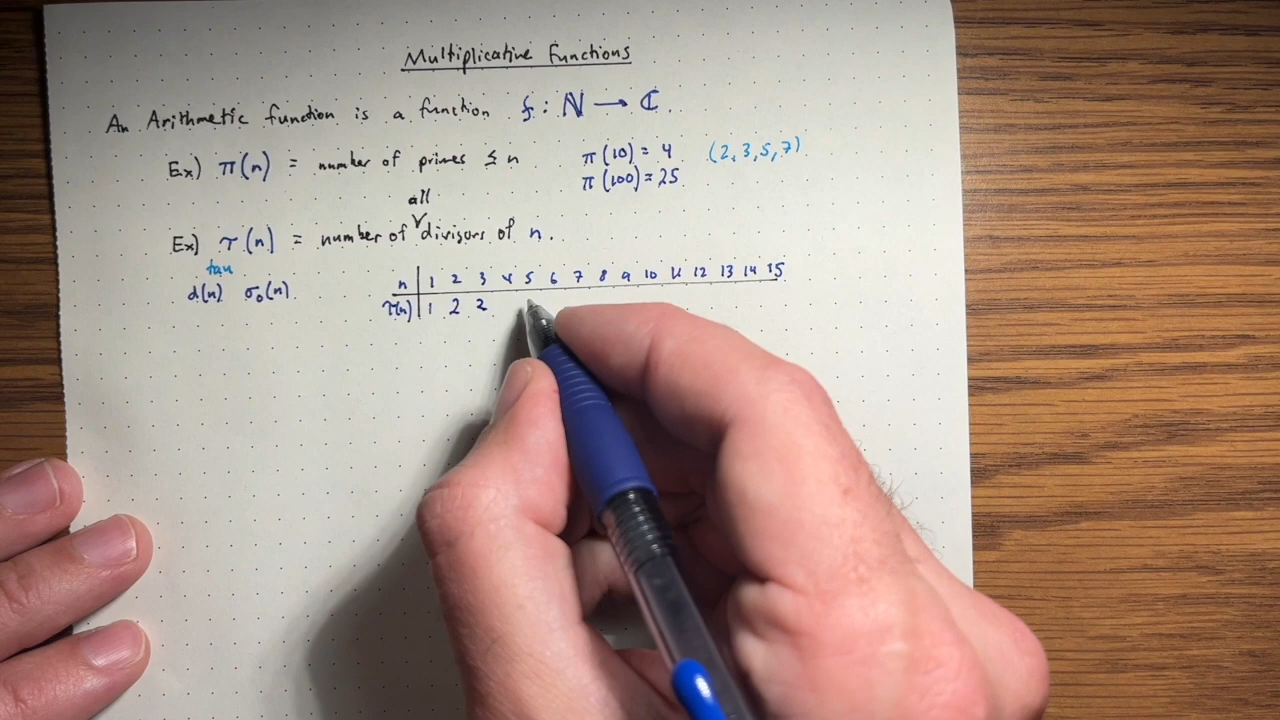 Multiplicative Functions
An Arithmetic function is a function f : ℕ → ℂ.
Ex) π(n) = number of primes ≤ n π(10) = 4 (2, 3, 5, 7)
π(100) = 25
all
Ex) τ(n) = number of ∨ divisors of n.
tau
d(n) σ₀(n)
n 1 2 3 4 5 6 7 8 9 10 11 12 13 14 15
τ(n) 1 2 2